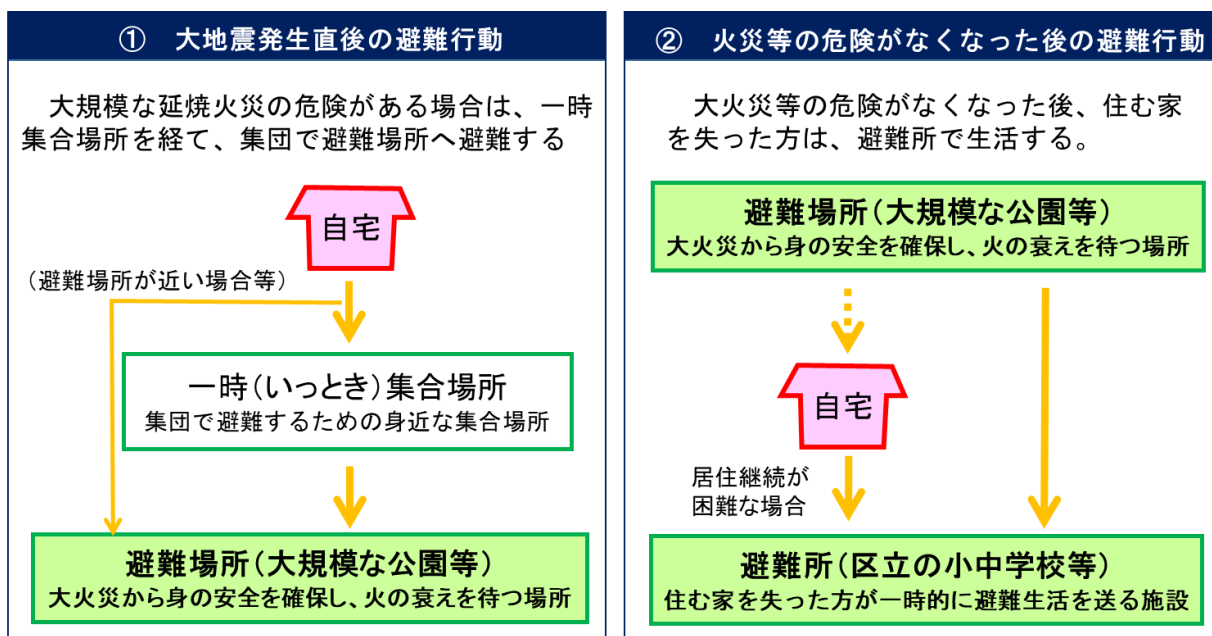 ① 大地震発生直後の避難行動
大規模な延焼火災の危険がある場合は、一時
集合場所を経て、集団で避難場所へ避難する
自宅
（避難場所が近い場合等）
一時（いっとき）集合場所
集団で避難するための身近な集合場所
避難場所（大規模な公園等）
大火災から身の安全を確保し、火の衰えを待つ場所
② 火災等の危険がなくなった後の避難行動
大火災等の危険がなくなった後、住む家
を失った方は、避難所で生活する。
避難場所（大規模な公園等）
大火災から身の安全を確保し、火の衰えを待つ場所
自宅
居住継続が
困難な場合
避難所（区立の小中学校等）
住む家を失った方が一時的に避難生活を送る施設